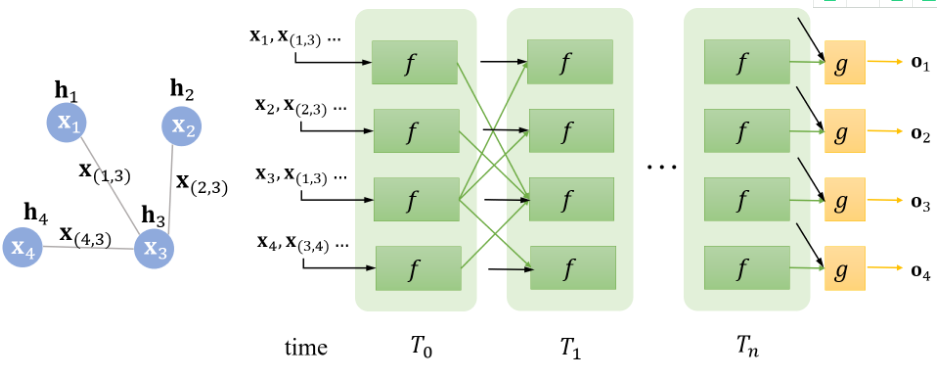 h₁
h₂
x₁
x₂
x₍₁,₃₎
x₍₂,₃₎
h₄
h₃
x₍₄,₃₎
x₄
x₃
x₁, x₍₁,₃₎ ...
x₂, x₍₂,₃₎ ...
x₃, x₍₁,₃₎ ...
x₄, x₍₃,₄₎ ...
f f ... f g o₁
f f f g o₂
f f f g o₃
f f f g o₄
time T₀ T₁ Tₙ